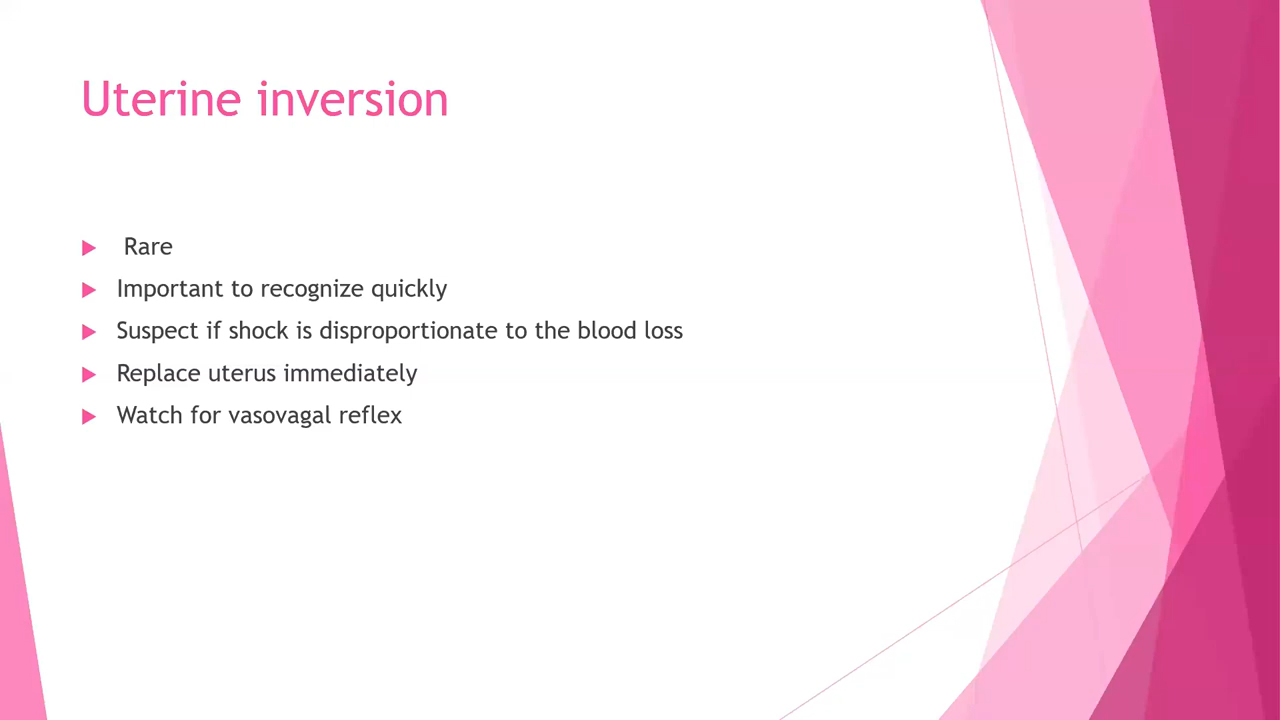 Uterine inversion
Rare
Important to recognize quickly
Suspect if shock is disproportionate to the blood loss
Replace uterus immediately
Watch for vasovagal reflex